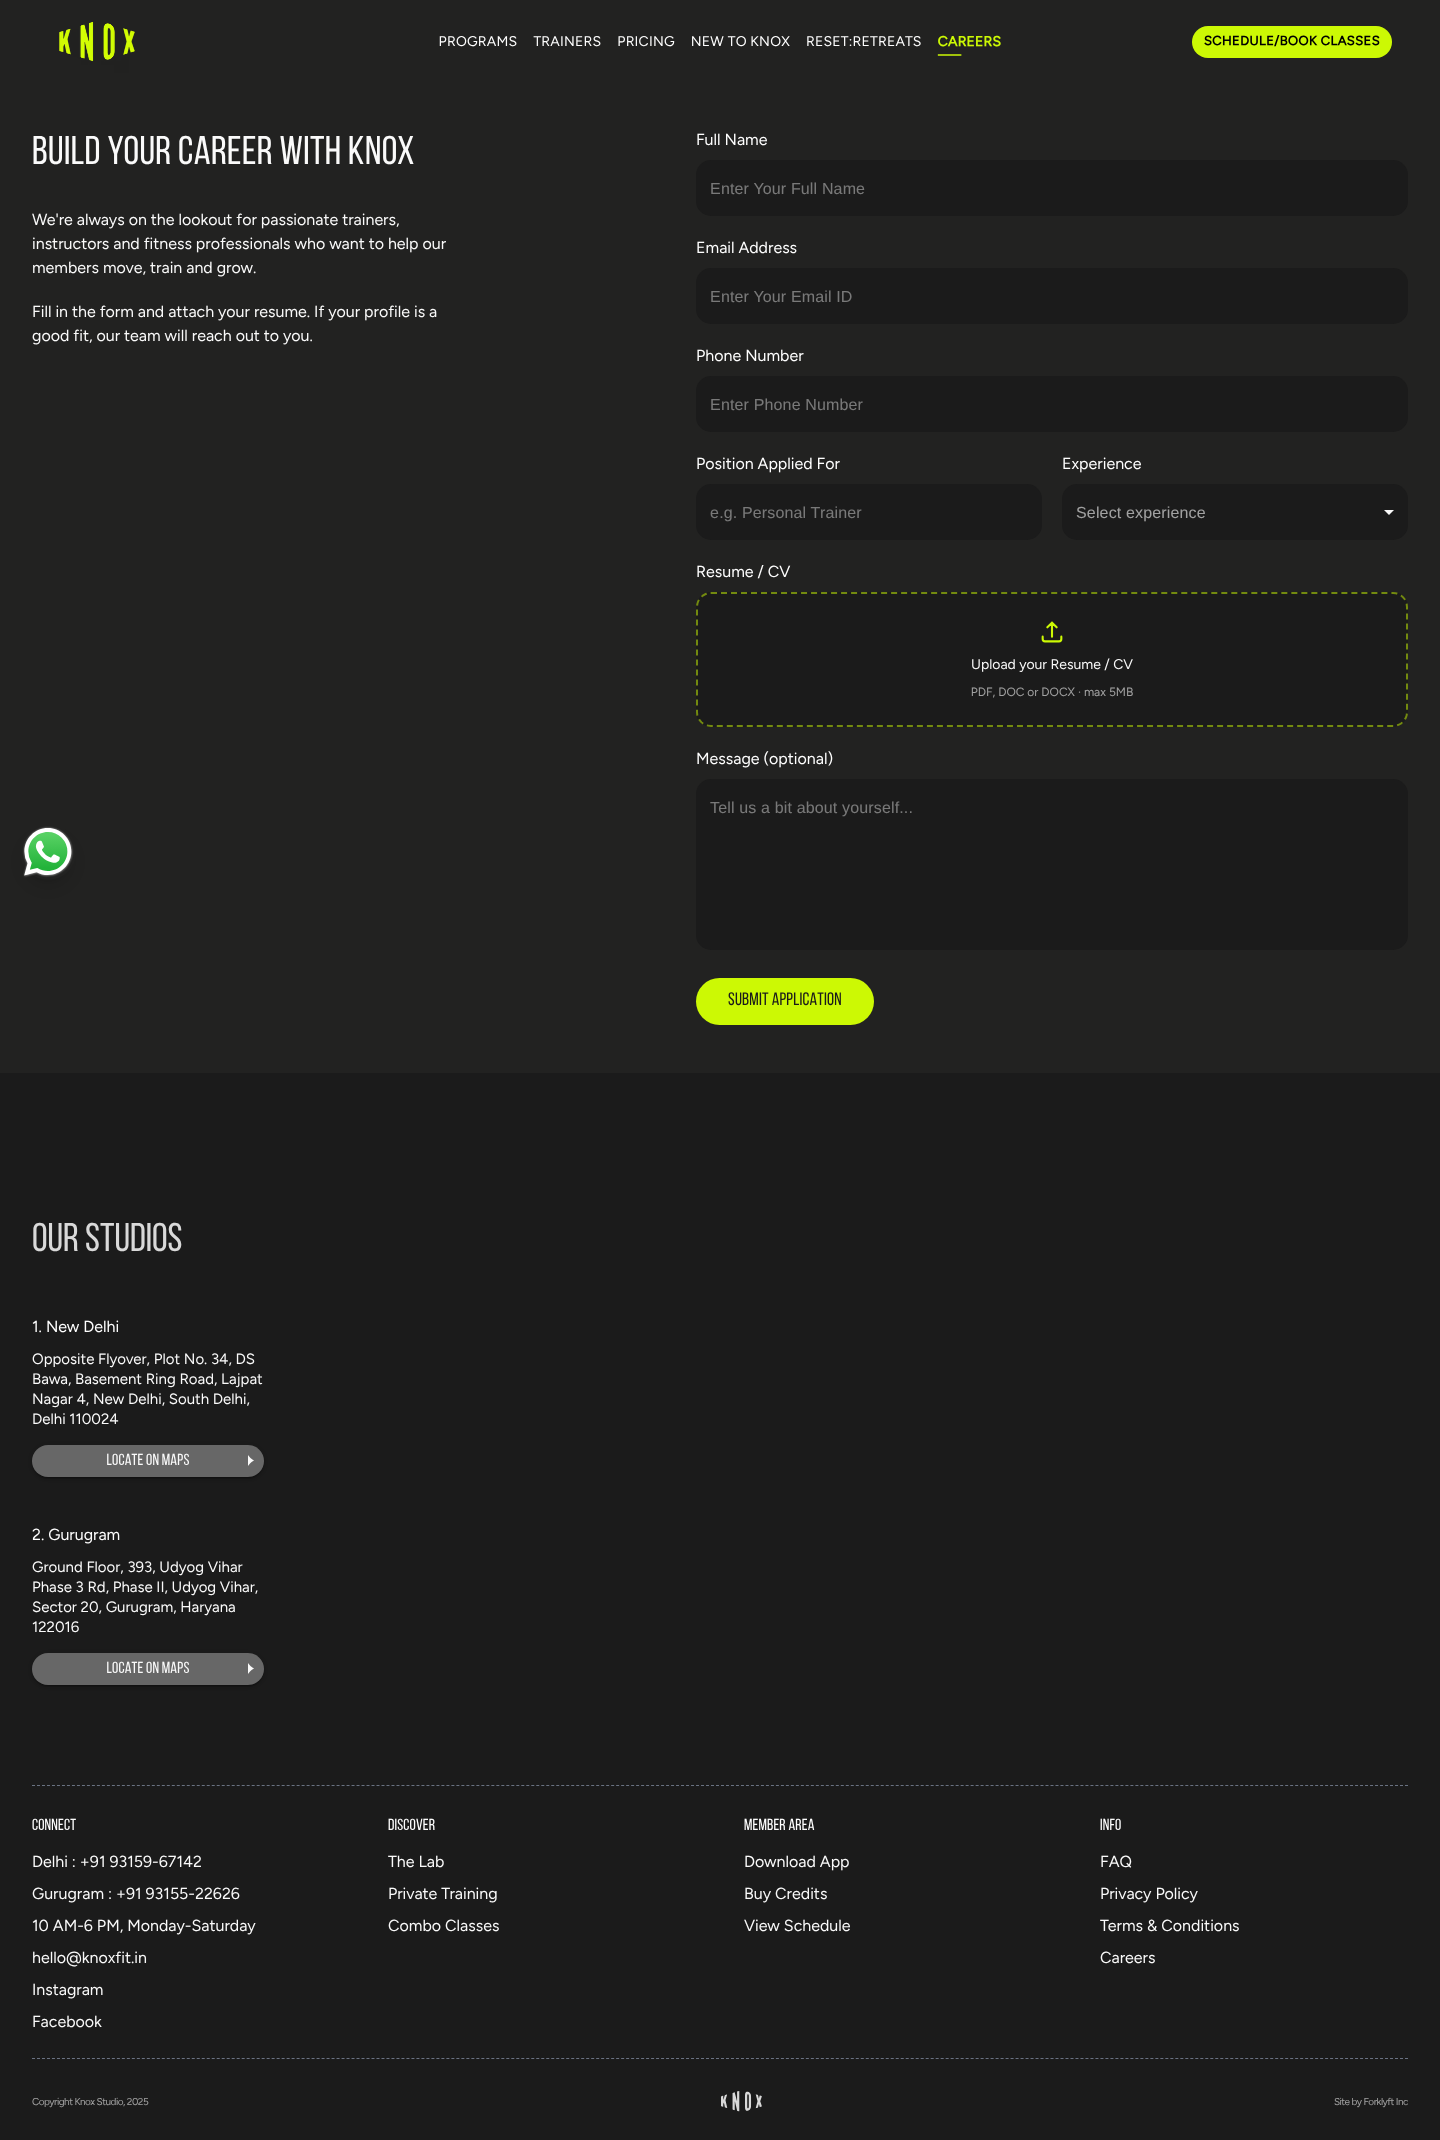 KNOX
PROGRAMS
TRAINERS
PRICING
NEW TO KNOX
RESET:RETREATS
CAREERS
SCHEDULE/BOOK CLASSES
BUILD YOUR CAREER WITH KNOX
We're always on the lookout for passionate trainers,
instructors and fitness professionals who want to help our
members move, train and grow.
Fill in the form and attach your resume. If your profile is a
good fit, our team will reach out to you.
Full Name
Enter Your Full Name
Email Address
Enter Your Email ID
Phone Number
Enter Phone Number
Position Applied For
e.g. Personal Trainer
Experience
Select experience
Resume / CV
Upload your Resume / CV
PDF, DOC or DOCX · max 5MB
Message (optional)
Tell us a bit about yourself...
SUBMIT APPLICATION
OUR STUDIOS
1. New Delhi
Opposite Flyover, Plot No. 34, DS
Bawa, Basement Ring Road, Lajpat
Nagar 4, New Delhi, South Delhi,
Delhi 110024
LOCATE ON MAPS
2. Gurugram
Ground Floor, 393, Udyog Vihar
Phase 3 Rd, Phase II, Udyog Vihar,
Sector 20, Gurugram, Haryana
122016
LOCATE ON MAPS
CONNECT
Delhi : +91 93159-67142
Gurugram : +91 93155-22626
10 AM-6 PM, Monday-Saturday
hello@knoxfit.in
Instagram
Facebook
DISCOVER
The Lab
Private Training
Combo Classes
MEMBER AREA
Download App
Buy Credits
View Schedule
INFO
FAQ
Privacy Policy
Terms & Conditions
Careers
Copyright Knox Studio, 2025
KNOX
Site by Forklyft Inc